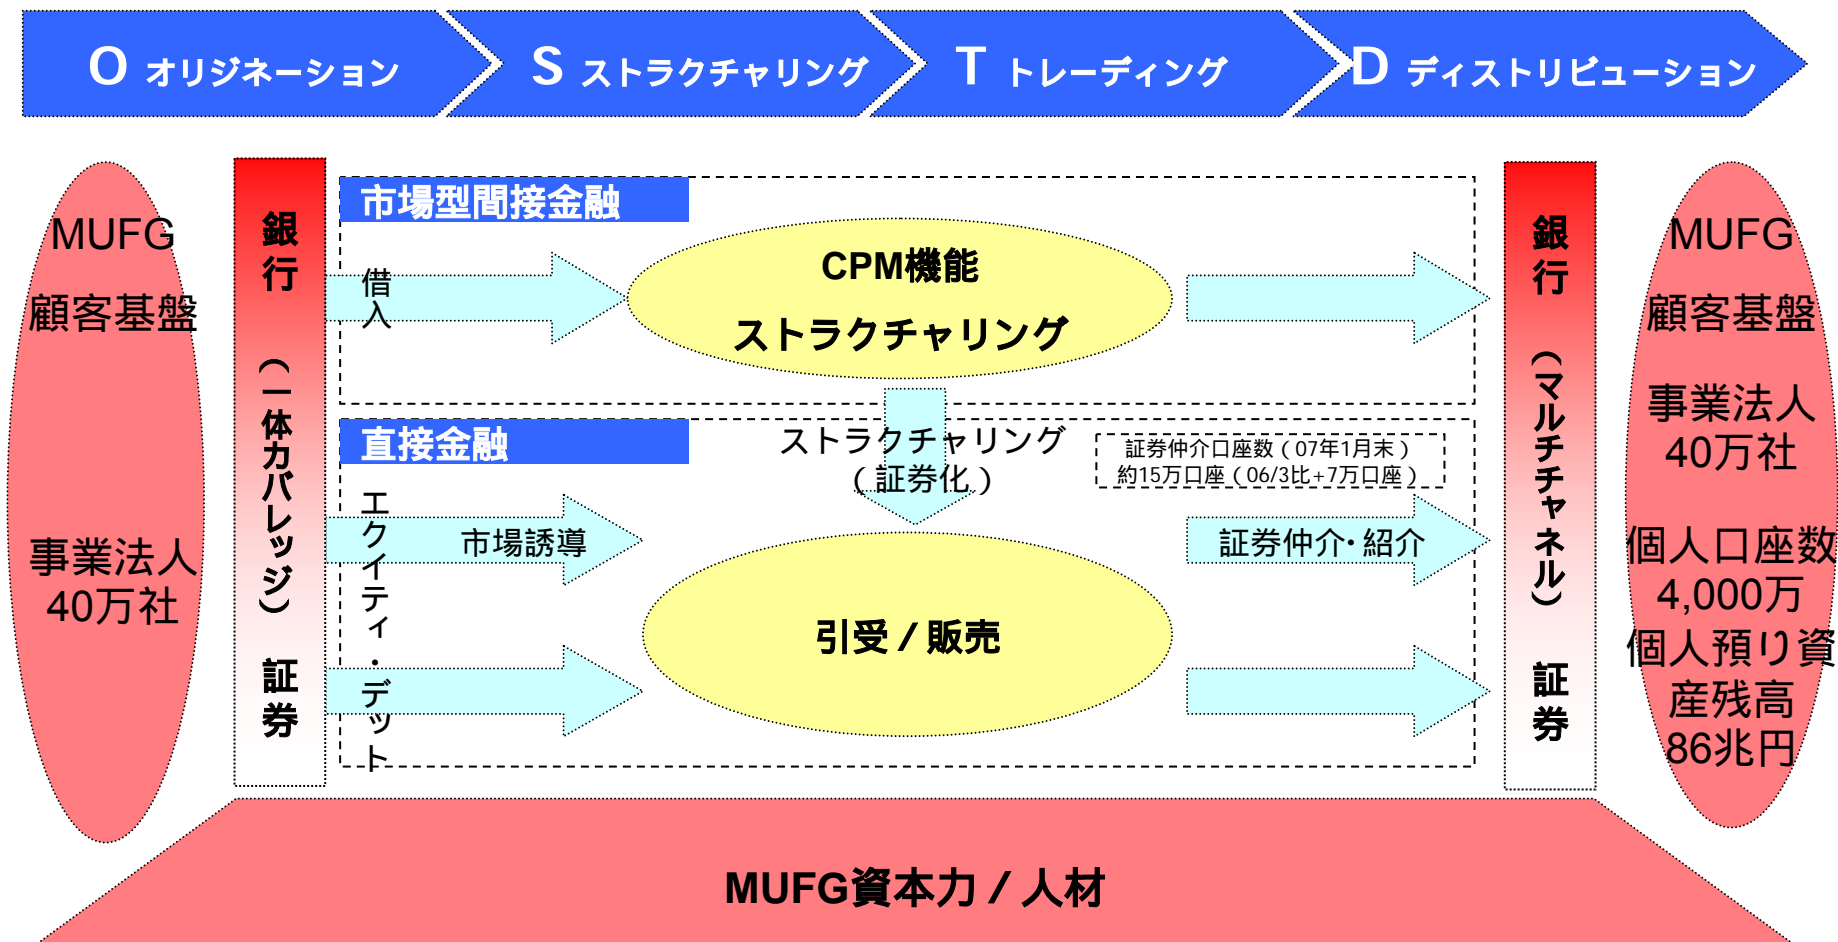 O オリジネーション
S ストラクチャリング
T トレーディング
D ディストリビューション
MUFG
顧客基盤
事業法人
40万社
銀行
（一体カバレッジ）
証券
市場型間接金融
借入
CPM機能
ストラクチャリング
直接金融
ストラクチャリング
（証券化）
証券仲介口座数（07年1月末）
約15万口座（06/3比+7万口座）
エクイティ・デット
市場誘導
証券仲介・紹介
引受／販売
銀行
（マルチチャネル）
証券
MUFG
顧客基盤
事業法人
40万社
個人口座数
4,000万
個人預り資
産残高
86兆円
MUFG資本力／人材